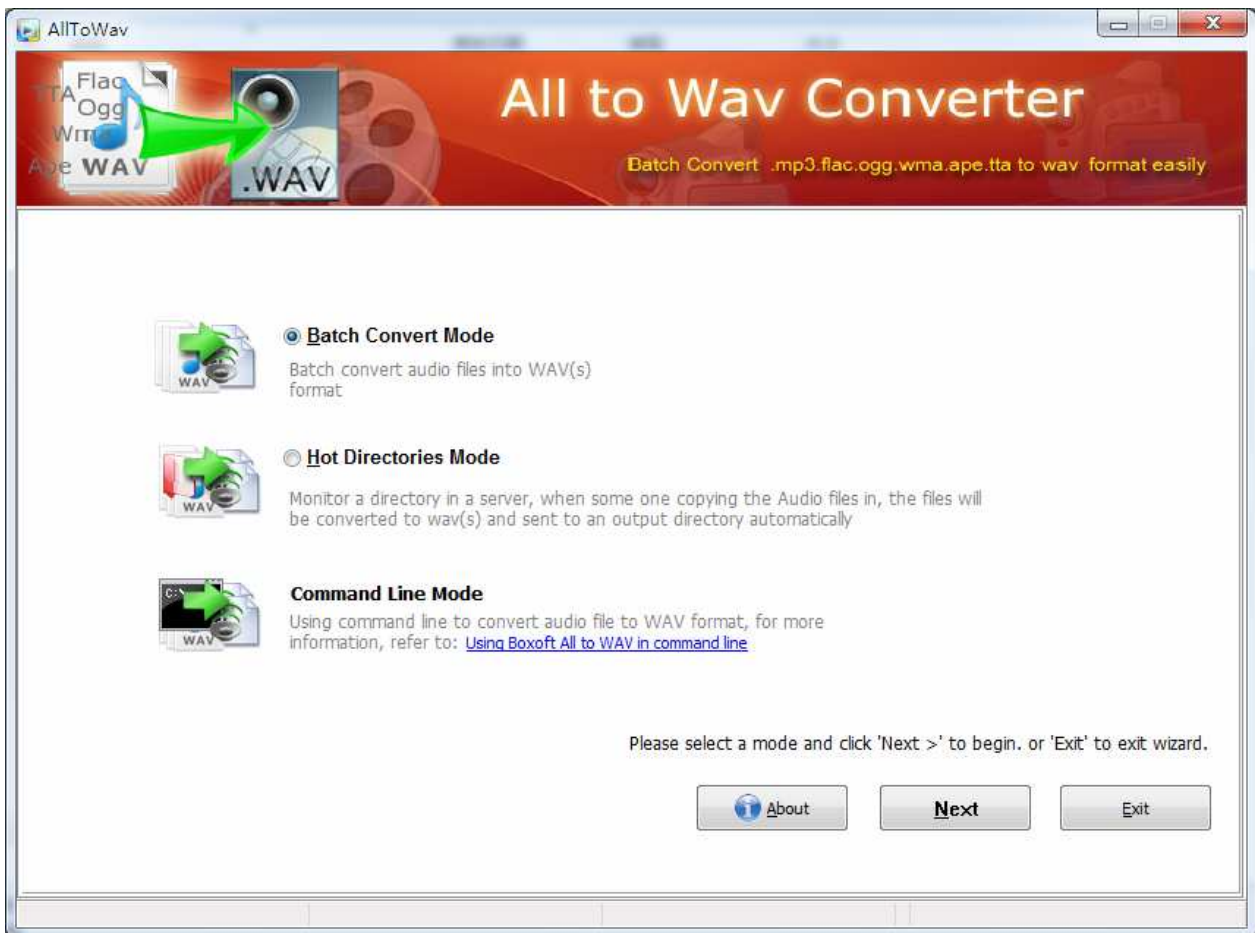 AllToWav
Flac
TTA
Ogg
Wma
Ape WAV
.WAV
All to Wav Converter
Batch Convert .mp3.flac.ogg.wma.ape.tta to wav format easily
WAV
Batch Convert Mode
Batch convert audio files into WAV(s)
format
WAV
Hot Directories Mode
Monitor a directory in a server, when some one copying the Audio files in, the files will
be converted to wav(s) and sent to an output directory automatically
C:\
WAV
Command Line Mode
Using command line to convert audio file to WAV format, for more
information, refer to: Using Boxoft All to WAV in command line
Please select a mode and click 'Next >' to begin. or 'Exit' to exit wizard.
About
Next
Exit